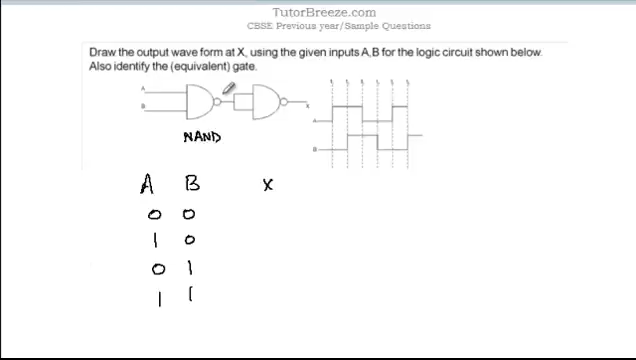 TutorBreeze.com
CBSE Previous year/Sample Questions
Draw the output wave form at X, using the given inputs A,B for the logic circuit shown below.
Also identify the (equivalent) gate.
A
B
X
A
B
NAND
A B X
0 0
1 0
0 1
1 1